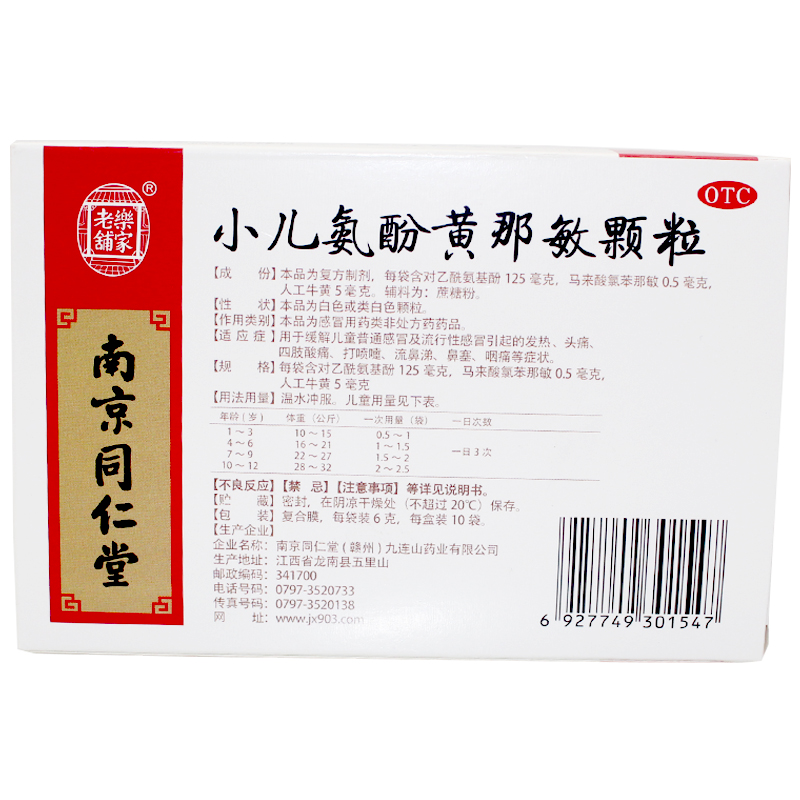 樂家
老舖
®
南京同仁堂
OTC
小儿氨酚黄那敏颗粒
【成 份】本品为复方制剂，每袋含对乙酰氨基酚 125 毫克，马来酸氯苯那敏 0.5 毫克，
人工牛黄 5 毫克。辅料为：蔗糖粉。
【性 状】本品为白色或类白色颗粒。
【作用类别】本品为感冒用药类非处方药药品。
【适 应 症】用于缓解儿童普通感冒及流行性感冒引起的发热、头痛、
四肢酸痛、打喷嚏、流鼻涕、鼻塞、咽痛等症状。
【规 格】每袋含对乙酰氨基酚 125 毫克，马来酸氯苯那敏 0.5 毫克，
人工牛黄 5 毫克
【用法用量】温水冲服。儿童用量见下表。
年龄（岁） 体重（公斤） 一次用量（袋） 一日次数
1～3 10～15 0.5～1
4～6 16～21 1～1.5
一日 3 次
7～9 22～27 1.5～2
10～12 28～32 2～2.5
【不良反应】【禁 忌】【注意事项】等详见说明书。
【贮 藏】密封，在阴凉干燥处（不超过 20℃）保存。
【包 装】复合膜，每袋装 6 克，每盒装 10 袋。
【生产企业】
企业名称：南京同仁堂（赣州）九连山药业有限公司
生产地址：江西省龙南县五里山
邮政编码：341700
电话号码：0797-3520733
传真号码：0797-3520138
网 址：www.jx903.com
6 927749 301547